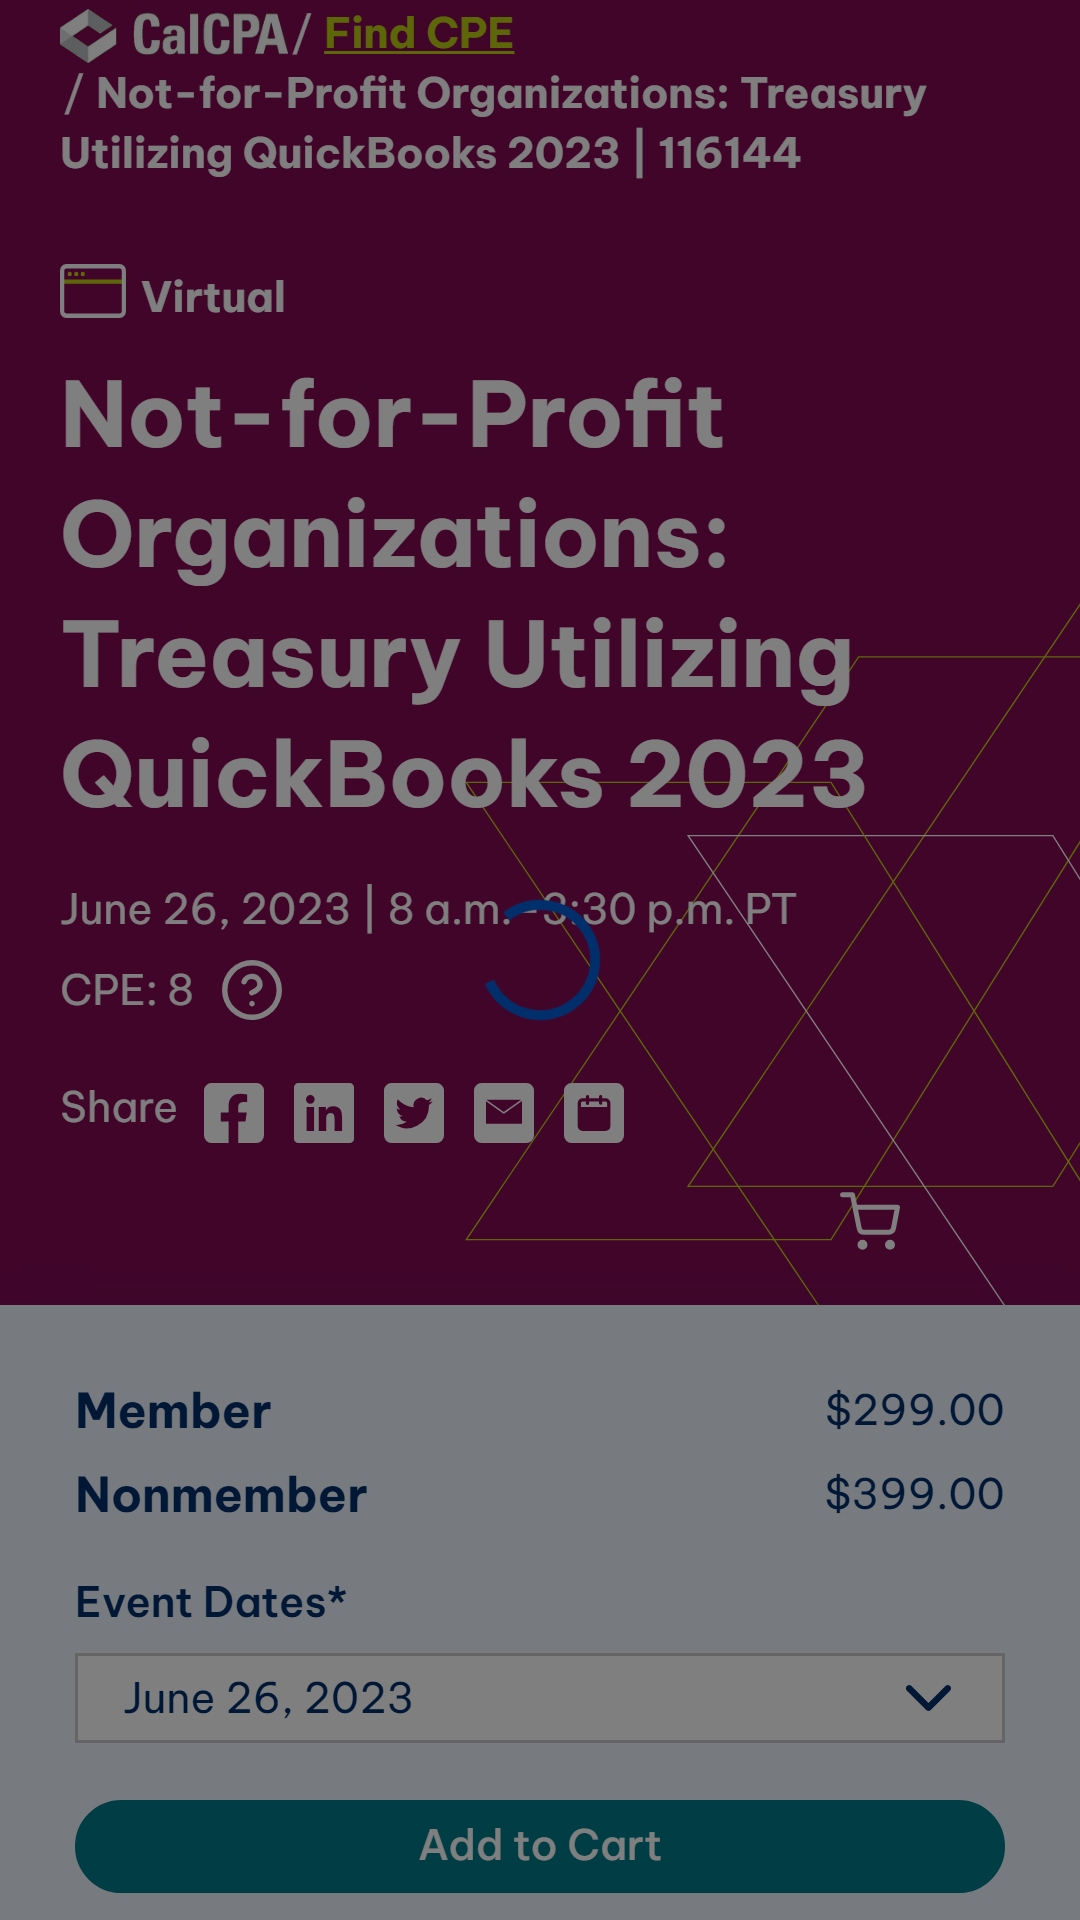 CalCPA / Find CPE
/ Not-for-Profit Organizations: Treasury
Utilizing QuickBooks 2023 | 116144
Virtual
Not-for-Profit
Organizations:
Treasury Utilizing
QuickBooks 2023
June 26, 2023 | 8 a.m.-3:30 p.m. PT
CPE: 8 ?
Share
Member $299.00
Nonmember $399.00
Event Dates*
June 26, 2023
Add to Cart